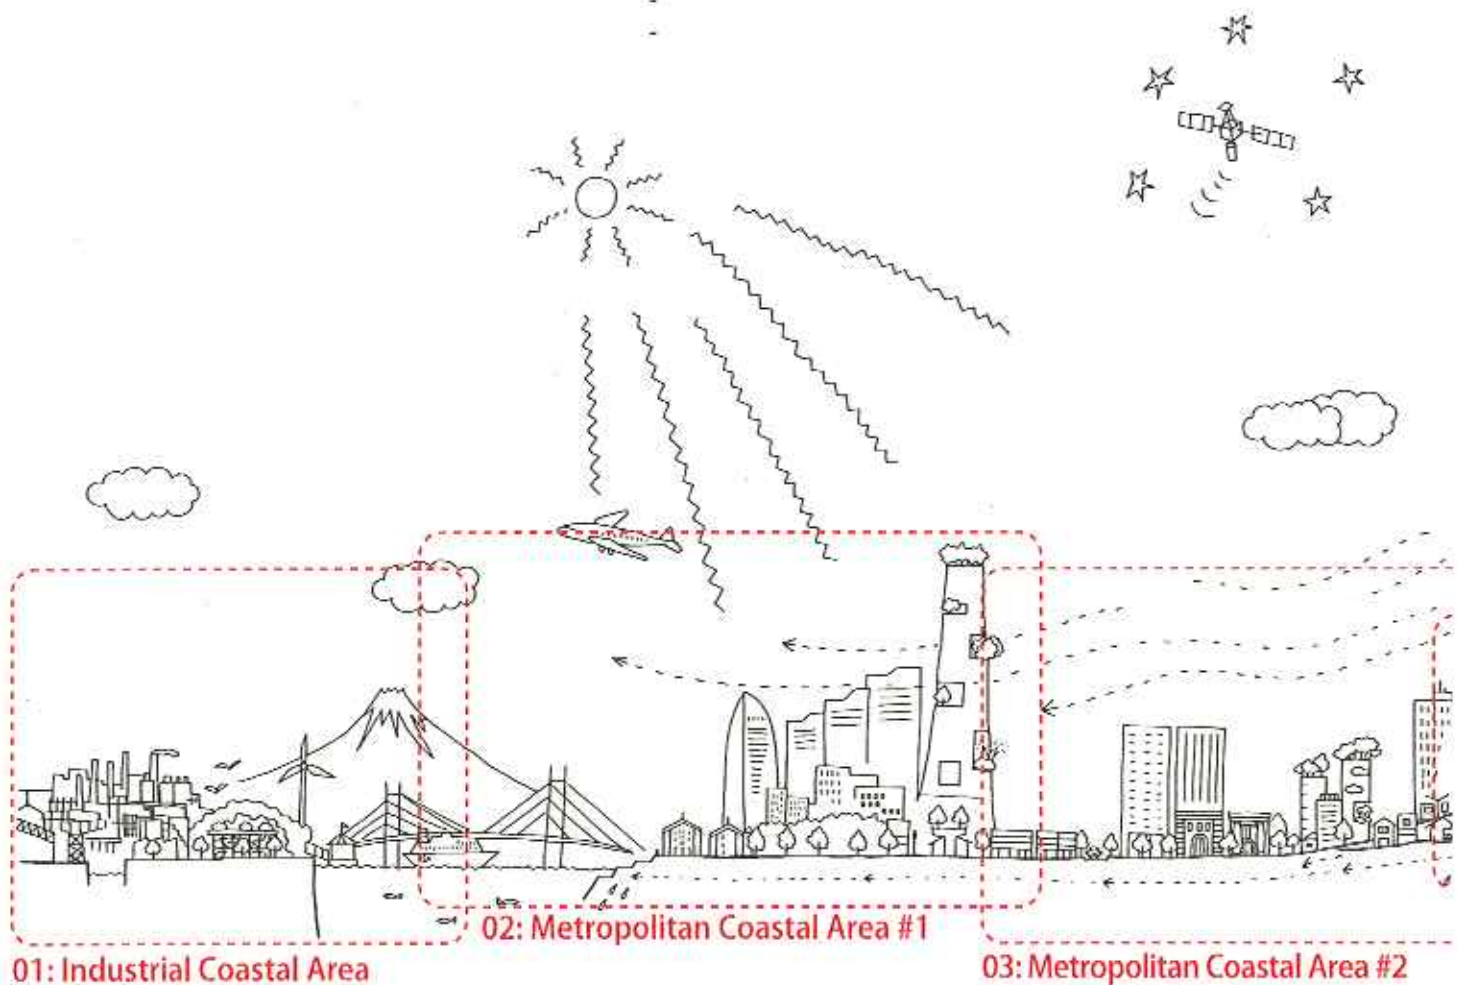 02: Metropolitan Coastal Area #1
01: Industrial Coastal Area
03: Metropolitan Coastal Area #2